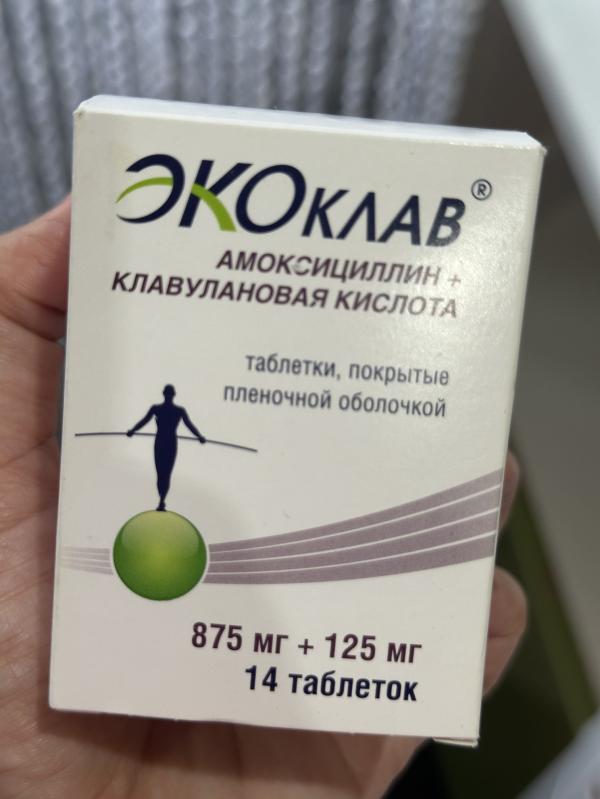 ЭКОКЛАВ®
АМОКСИЦИЛЛИН +
КЛАВУЛАНОВАЯ КИСЛОТА
таблетки, покрытые
пленочной оболочкой
875 мг + 125 мг
14 таблеток